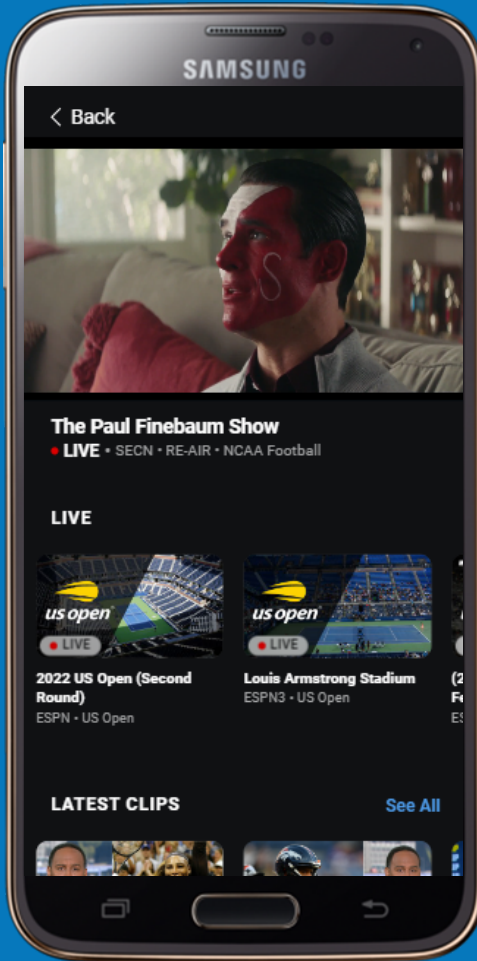 SAMSUNG
Back
The Paul Finebaum Show
LIVE • SECN • RE-AIR • NCAA Football
LIVE
us open
LIVE
us open
LIVE
2022 US Open (Second
Round)
ESPN • US Open
Louis Armstrong Stadium
ESPN3 • US Open
LATEST CLIPS
See All